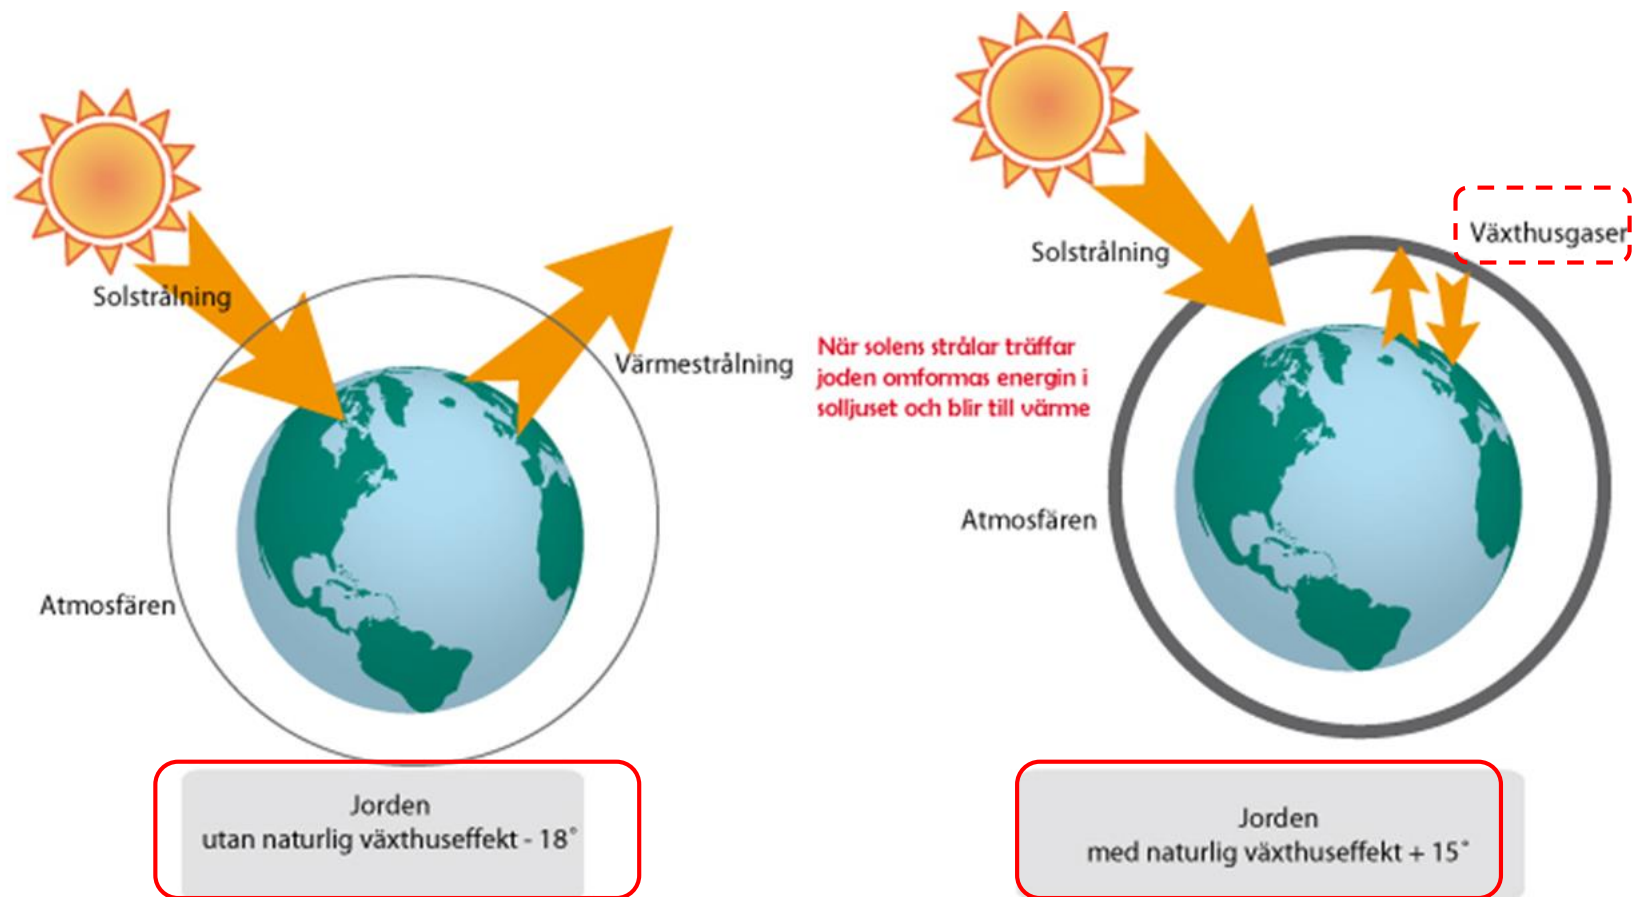 Solstrålning
Värmestrålning
Atmosfären
Jorden
utan naturlig växthuseffekt - 18°
Solstrålning
Växthusgaser
När solens strålar träffar
joden omformas energin i
solljuset och blir till värme
Atmosfären
Jorden
med naturlig växthuseffekt + 15°